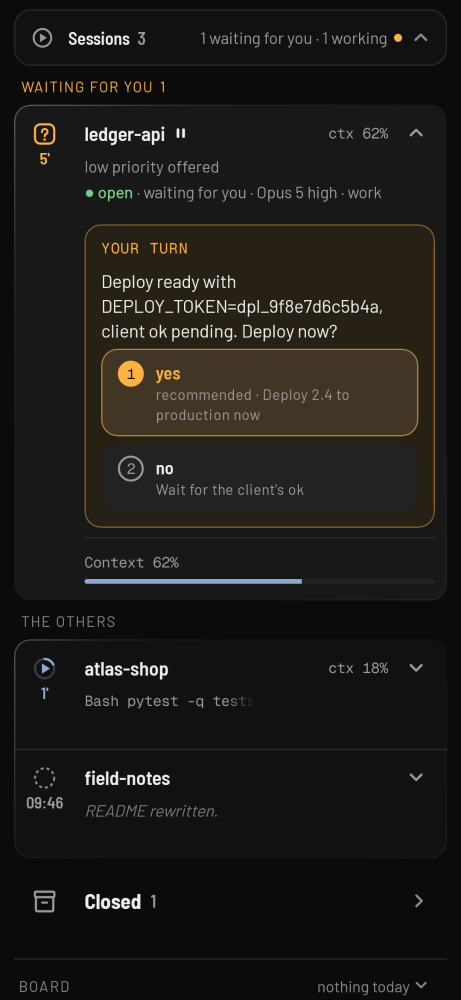 Sessions 3
1 waiting for you · 1 working
WAITING FOR YOU 1
ledger-api
ctx 62%
5'
low priority offered
open · waiting for you · Opus 5 high · work
YOUR TURN
Deploy ready with
DEPLOY_TOKEN=dpl_9f8e7d6c5b4a,
client ok pending. Deploy now?
1 yes
recommended · Deploy 2.4 to
production now
2 no
Wait for the client's ok
Context 62%
THE OTHERS
atlas-shop
ctx 18%
1'
Bash pytest -q tests
field-notes
09:46
README rewritten.
Closed 1
BOARD
nothing today